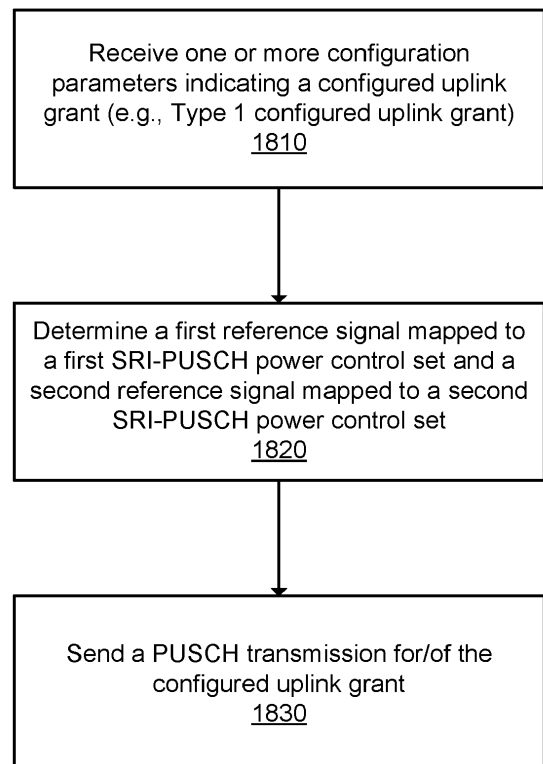 Receive one or more configuration
parameters indicating a configured uplink
grant (e.g., Type 1 configured uplink grant)
1810
Determine a first reference signal mapped to
a first SRI-PUSCH power control set and a
second reference signal mapped to a second
SRI-PUSCH power control set
1820
Send a PUSCH transmission for/of the
configured uplink grant
1830